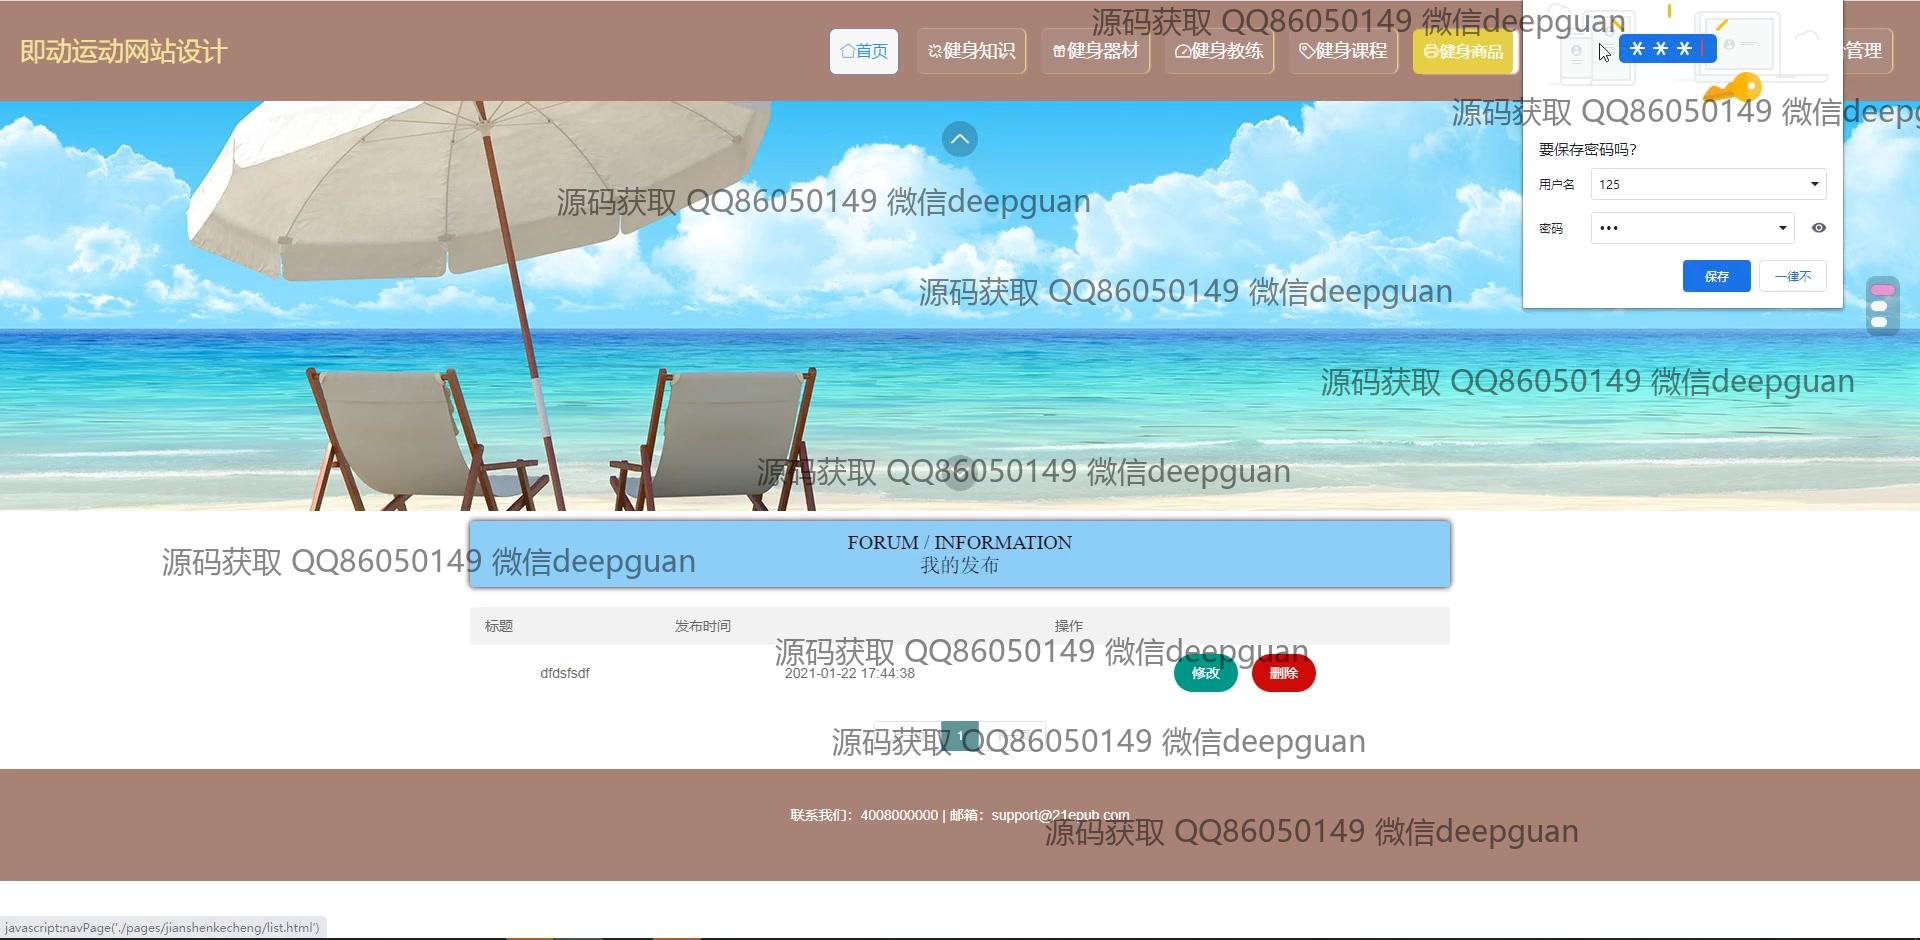 源码获取 QQ86050149 微信deepguan
即动运动网站设计
首页
健身知识
健身器材
健身教练
健身课程
健身商品
管理
***
源码获取 QQ86050149 微信deepg
要保存密码吗?
用户名 125
密码 •••
保存 一律不
源码获取 QQ86050149 微信deepguan
源码获取 QQ86050149 微信deepguan
源码获取 QQ86050149 微信deepguan
源码获取 QQ86050149 微信deepguan
FORUM / INFORMATION
我的发布
源码获取 QQ86050149 微信deepguan
标题 发布时间 操作
源码获取 QQ86050149 微信deepguan
dfdsfsdf 2021-01-22 17:44:38 修改 删除
1
源码获取 QQ86050149 微信deepguan
联系我们：4008000000 | 邮箱：support@21epub.com
源码获取 QQ86050149 微信deepguan
javascript:navPage('./pages/jianshenkecheng/list.html')